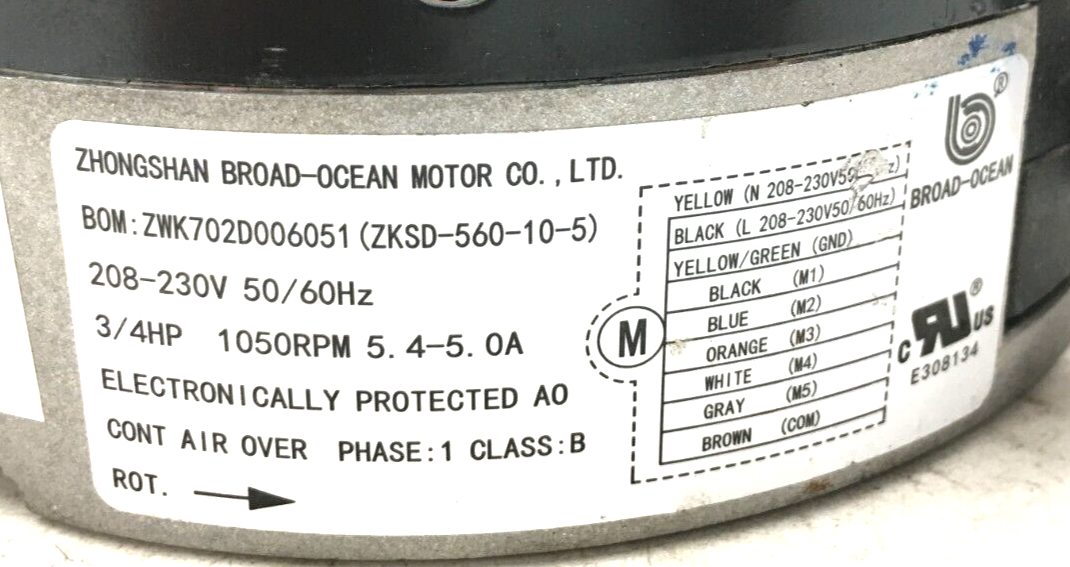 ZHONGSHAN BROAD-OCEAN MOTOR CO., LTD.
BOM:ZWK702D006051(ZKSD-560-10-5)
208-230V 50/60Hz
3/4HP 1050RPM 5.4-5.0A
ELECTRONICALLY PROTECTED AO
CONT AIR OVER PHASE:1 CLASS:B
ROT.
M
YELLOW (N 208-230V
BLACK (L 208-230V50/60Hz)
YELLOW/GREEN (GND)
BLACK (M1)
BLUE (M2)
ORANGE (M3)
WHITE (M4)
GRAY (M5)
BROWN (COM)
®
BROAD-OCEAN
c RU US ®
E308134